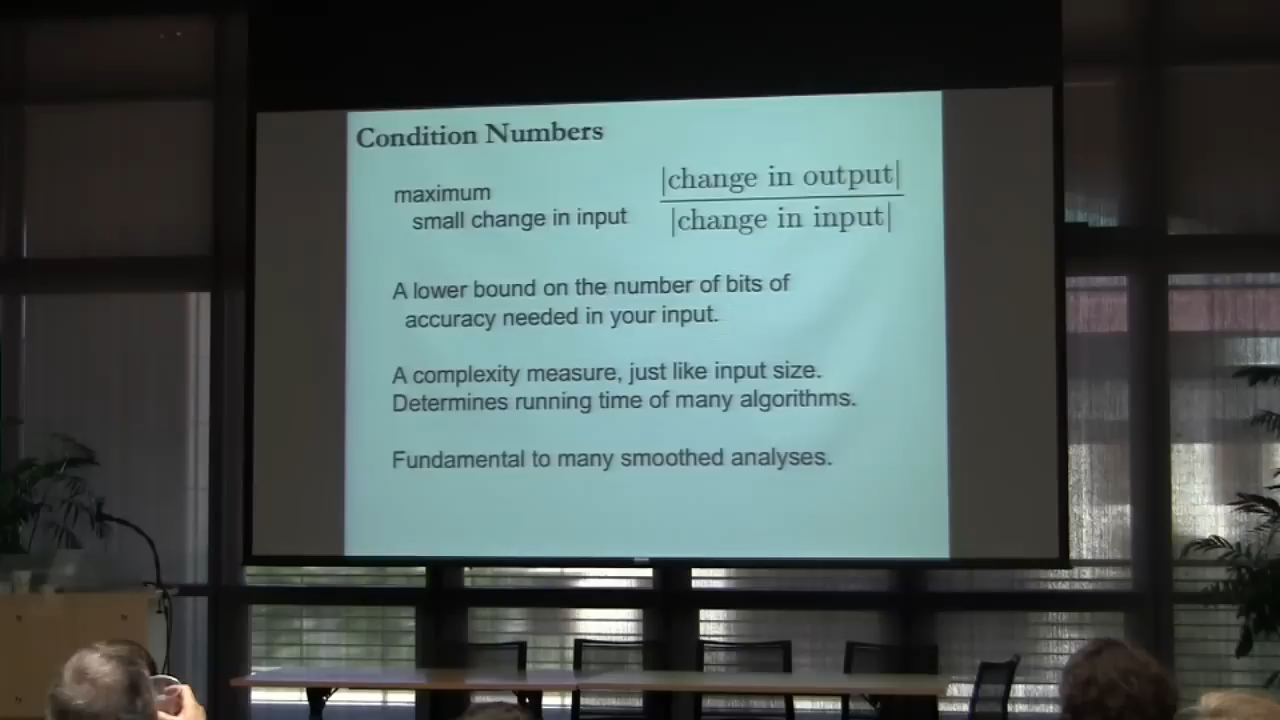 Condition Numbers
maximum
small change in input
|change in output|
|change in input|
A lower bound on the number of bits of
accuracy needed in your input.
A complexity measure, just like input size.
Determines running time of many algorithms.
Fundamental to many smoothed analyses.